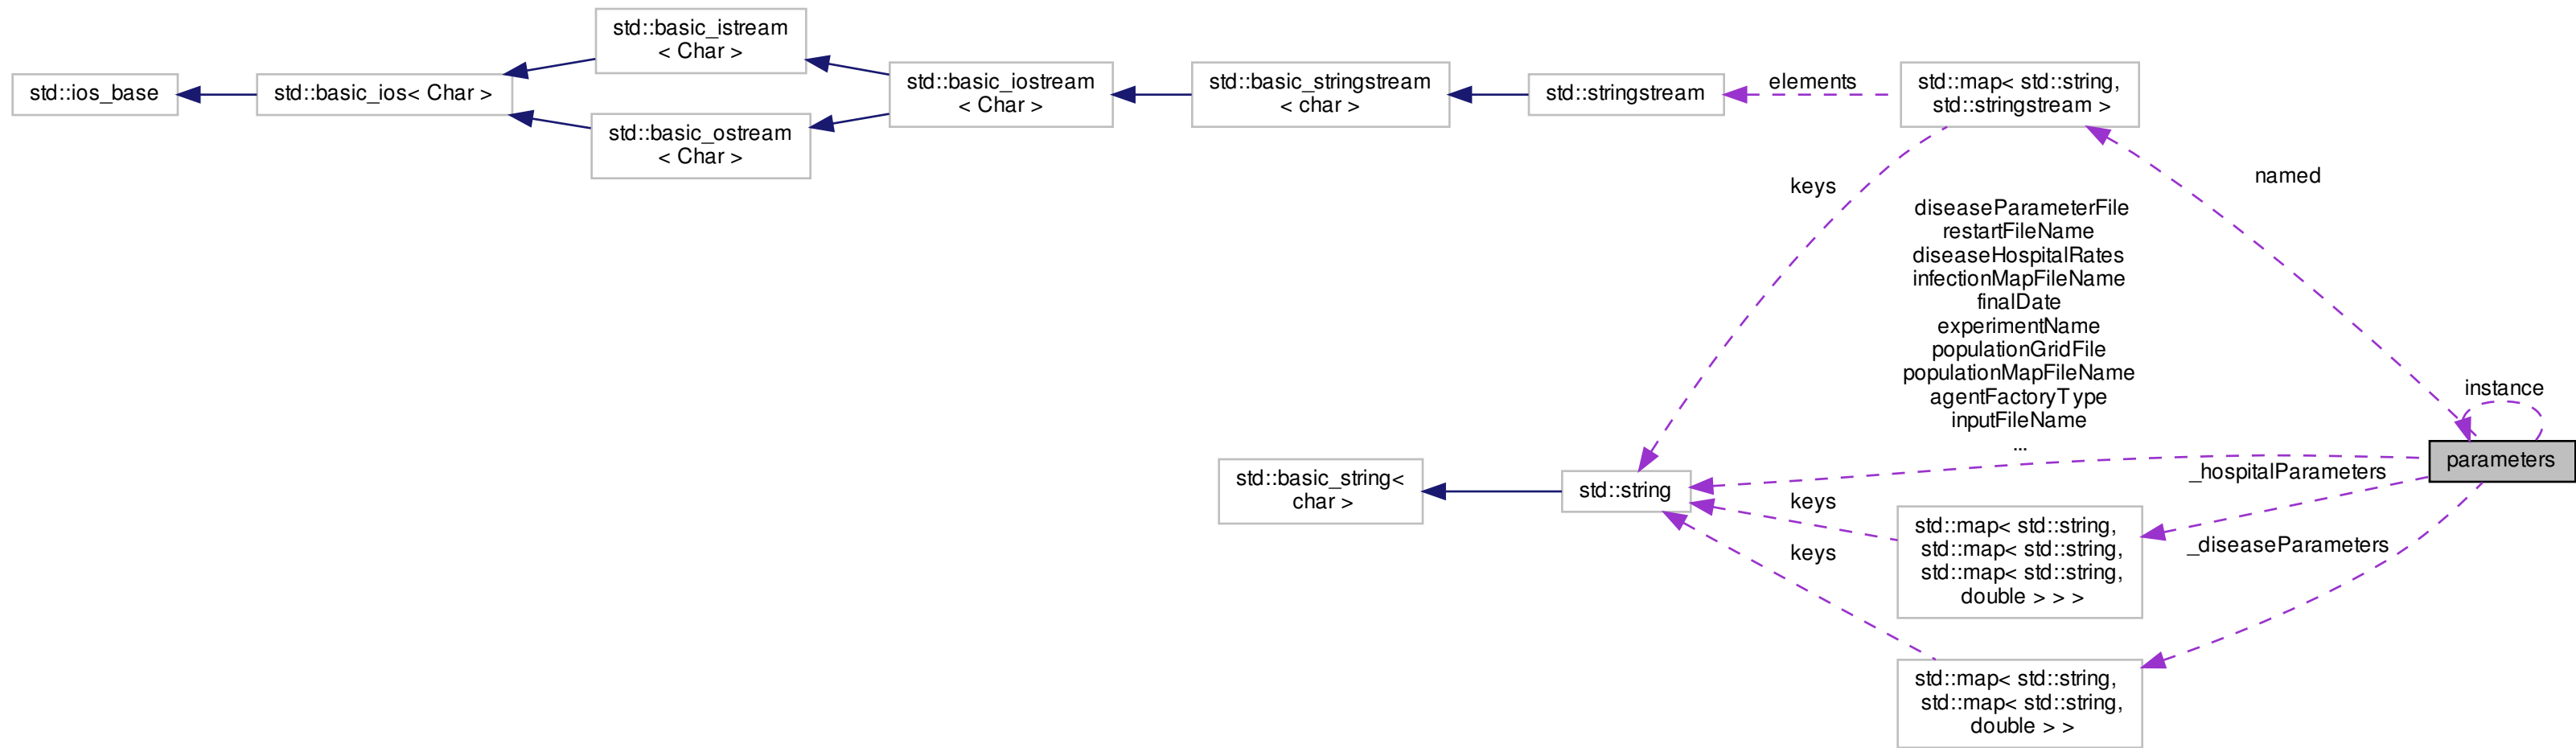 std::basic_istream
< Char >
std::ios_base
std::basic_ios< Char >
std::basic_ostream
< Char >
std::basic_iostream
< Char >
std::basic_stringstream
< char >
std::stringstream
elements
std::map< std::string,
std::stringstream >
keys
named
diseaseParameterFile
restartFileName
diseaseHospitalRates
infectionMapFileName
finalDate
experimentName
populationGridFile
populationMapFileName
agentFactoryType
inputFileName
...
instance
parameters
std::basic_string<
char >
std::string
keys
keys
_hospitalParameters
_diseaseParameters
std::map< std::string,
std::map< std::string,
std::map< std::string,
double > > >
std::map< std::string,
std::map< std::string,
double > >